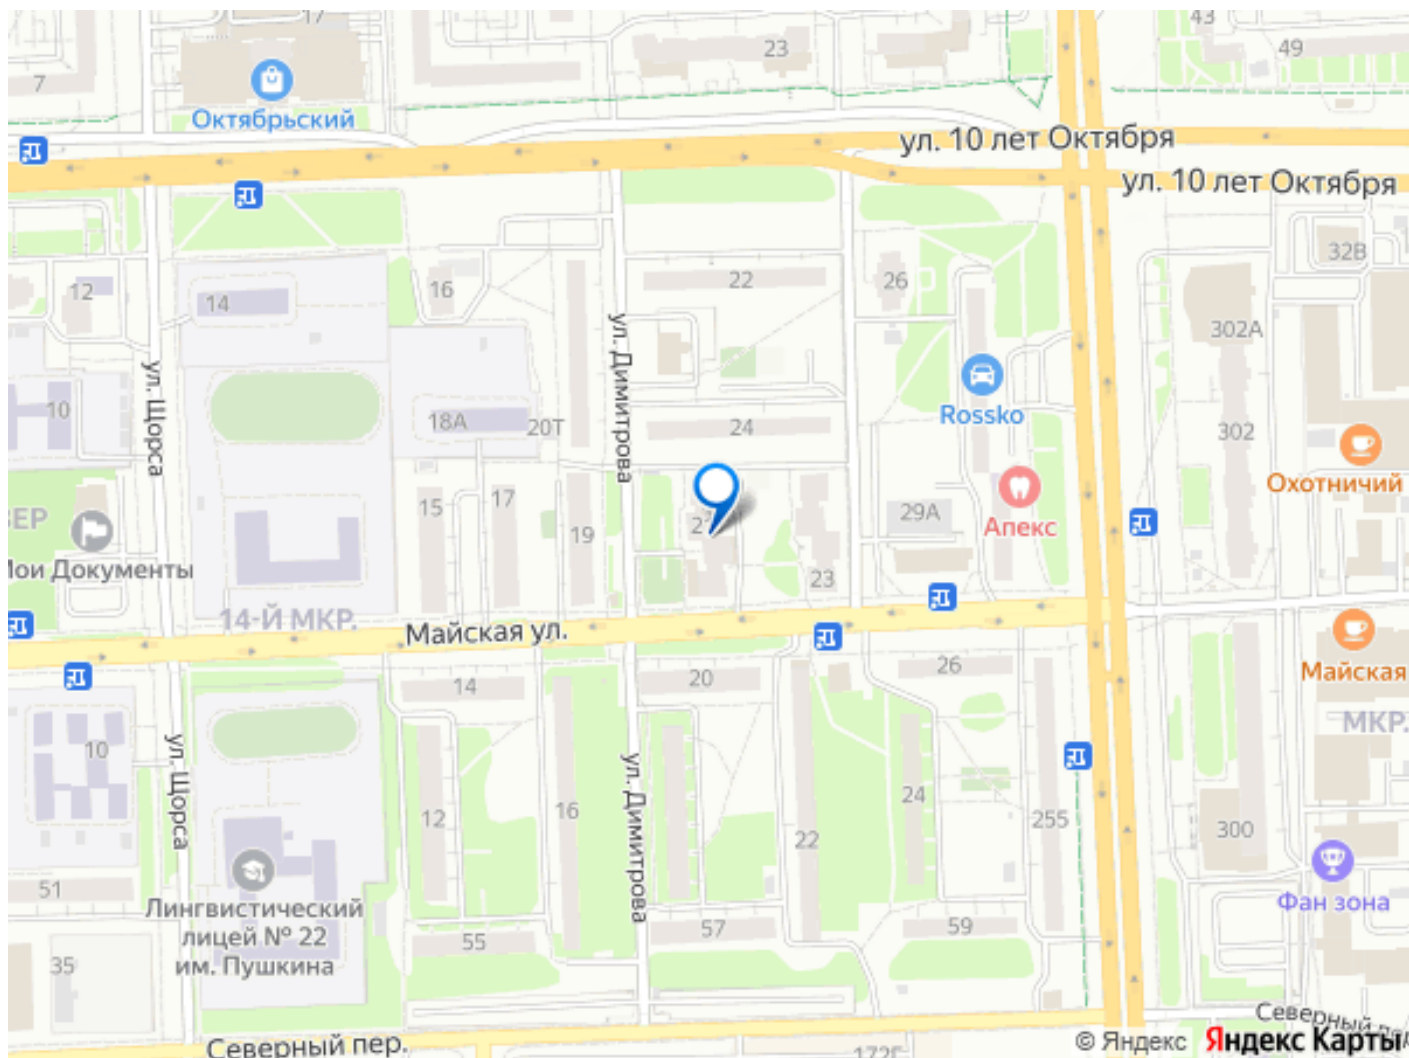 17
43
23
49
7
Октябрьский
ул. 10 лет Октября
ул. 10 лет Октября
32В
12
14
16
22
26
302А
ул. Щорса
ул. Димитрова
Rossko
10
18А
20Т
24
302
Охотничий
15
17
19
29А
Апекс
Мои Документы
23
14-Й МКР.
Майская ул.
Майская
14
20
26
МКР.
10
ул. Щорса
ул. Димитрова
12
16
22
24
255
300
51
Лингвистический
лицей № 22
им. Пушкина
Фан зона
55
57
59
35
Северный пер.
172Г
Северный пер.
© Яндекс Яндекс Карты